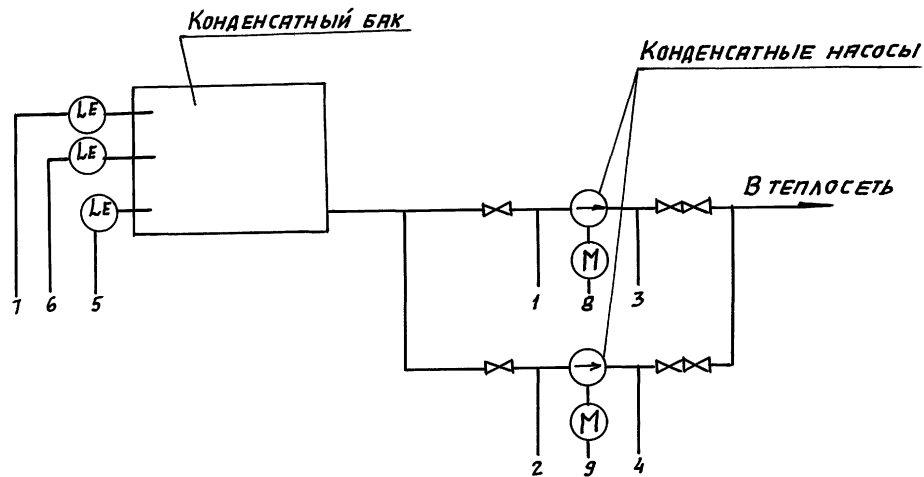 КОНДЕНСАТНЫЙ БАК
КОНДЕНСАТНЫЕ НАСОСЫ
LE
LE
В ТЕПЛОСЕТЬ
LE
M
7 6 5 1 8 3
M
2 9 4